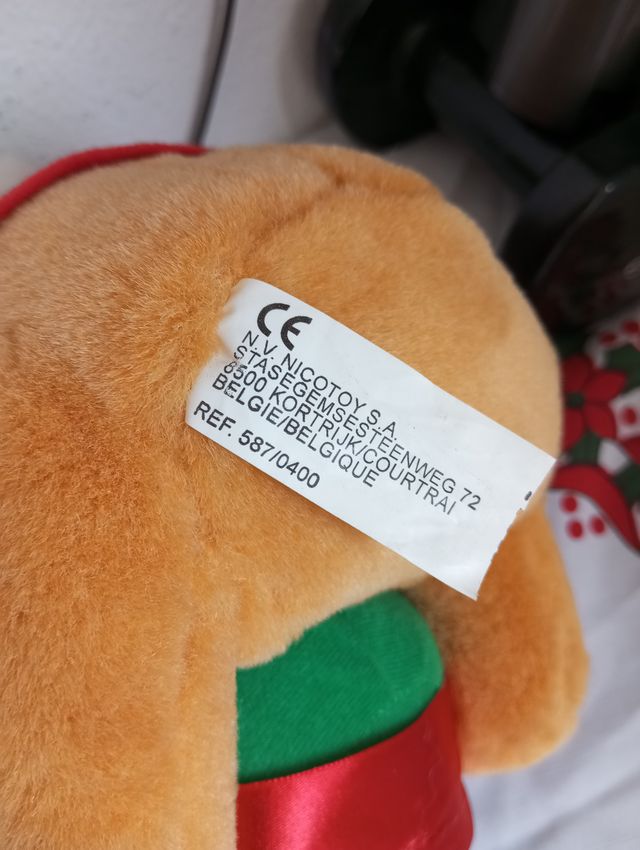 CE
N.V. NICOTOY S.A.
STASEGEMSESTEENWEG 72
8500 KORTRIJK/COURTRAI
BELGIE/BELGIQUE
REF. 587/0400